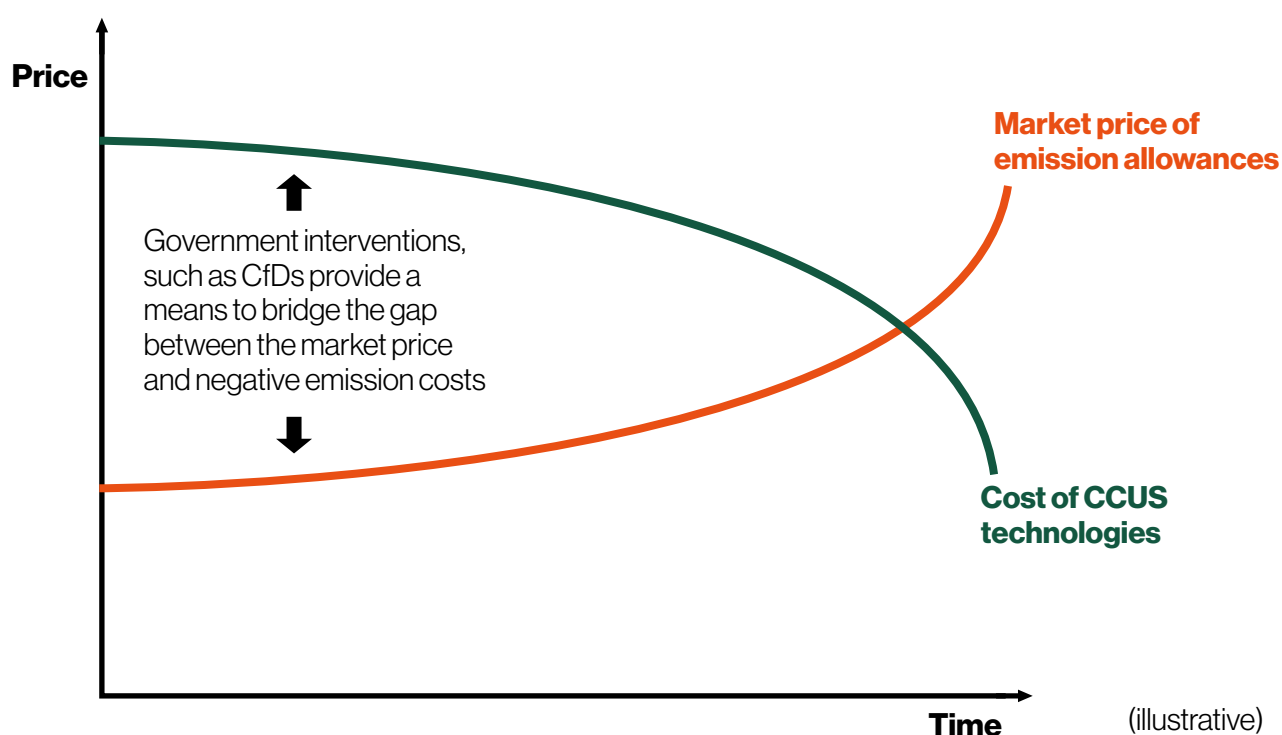 Price
Market price of
emission allowances
Government interventions,
such as CfDs provide a
means to bridge the gap
between the market price
and negative emission costs
Cost of CCUS
technologies
Time
(illustrative)